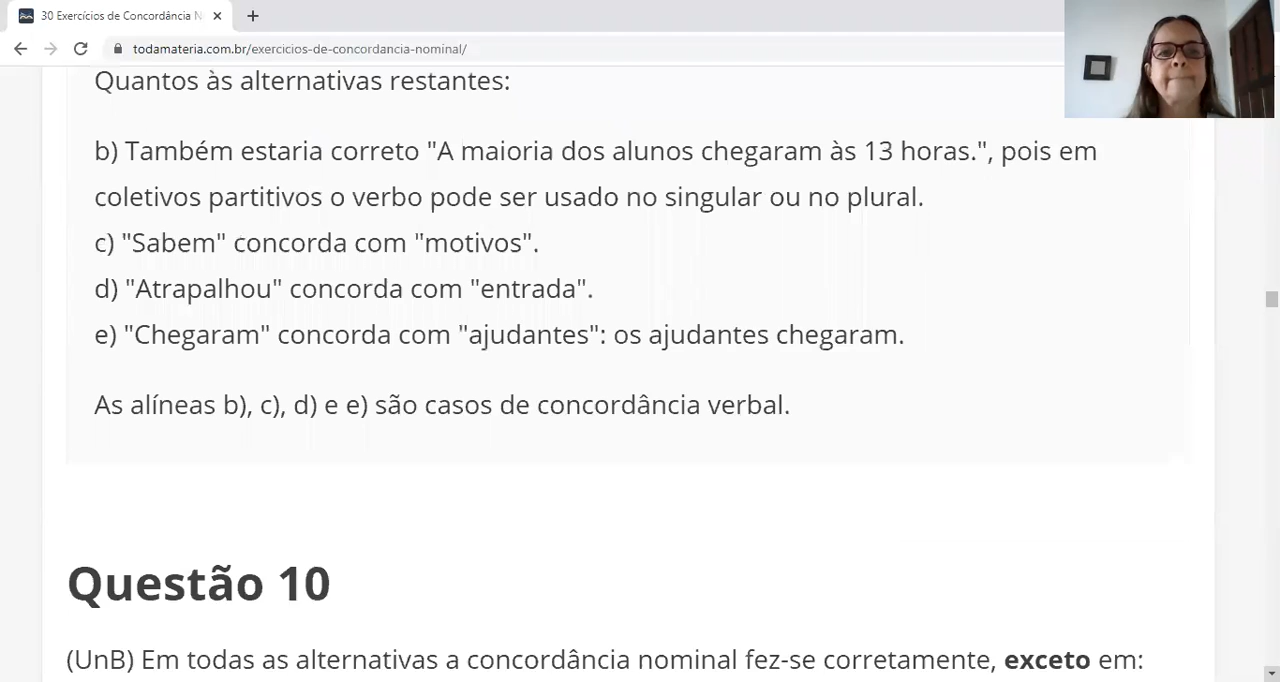 30 Exercícios de Concordância N
todamateria.com.br/exercicios-de-concordancia-nominal/
Quantos às alternativas restantes:
b) Também estaria correto "A maioria dos alunos chegaram às 13 horas.", pois em
coletivos partitivos o verbo pode ser usado no singular ou no plural.
c) "Sabem" concorda com "motivos".
d) "Atrapalhou" concorda com "entrada".
e) "Chegaram" concorda com "ajudantes": os ajudantes chegaram.
As alíneas b), c), d) e e) são casos de concordância verbal.
Questão 10
(UnB) Em todas as alternativas a concordância nominal fez-se corretamente, exceto em: